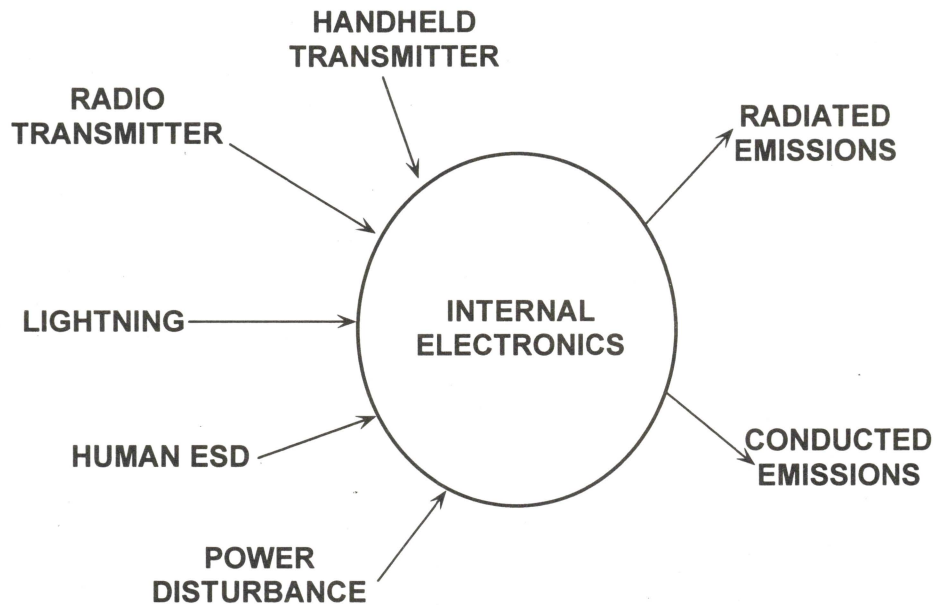 HANDHELD
TRANSMITTER
RADIO
TRANSMITTER
RADIATED
EMISSIONS
LIGHTNING
INTERNAL
ELECTRONICS
HUMAN ESD
CONDUCTED
EMISSIONS
POWER
DISTURBANCE